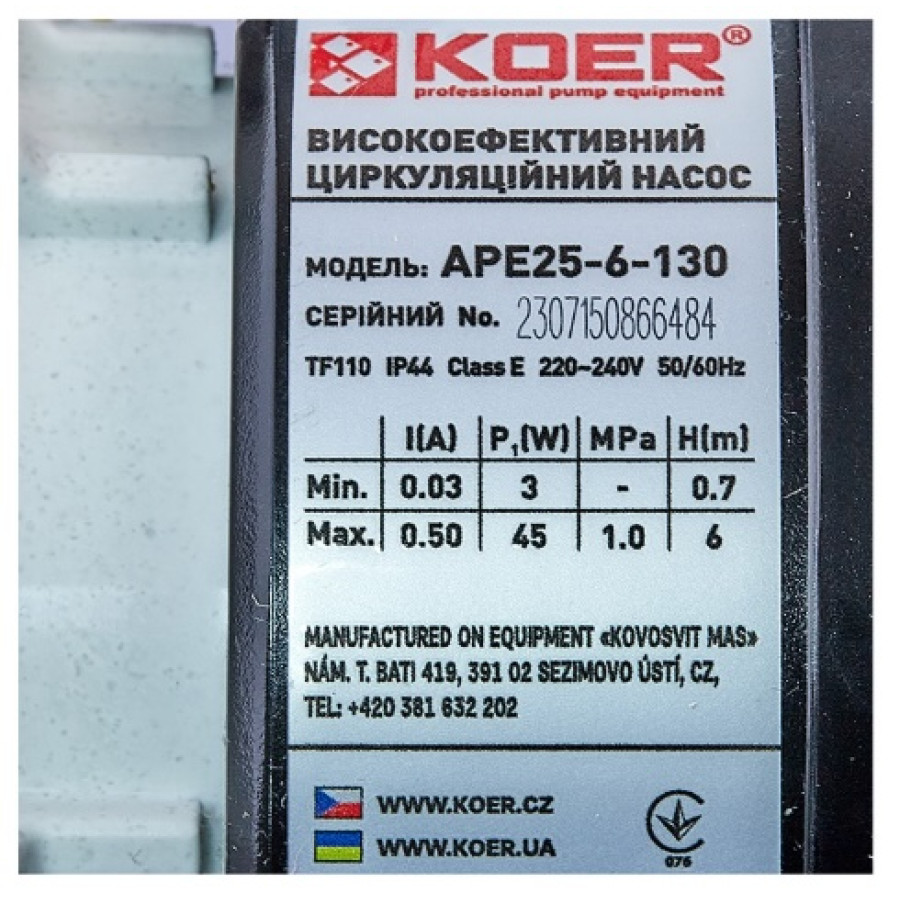 KOER®
professional pump equipment
ВИСОКОЕФЕКТИВНИЙ
ЦИРКУЛЯЦІЙНИЙ НАСОС
МОДЕЛЬ: APE25-6-130
СЕРІЙНИЙ No. 2307150866484
TF110 IP44 Class E 220~240V 50/60Hz
I(A) P₁(W) MPa H(m)
Min. 0.03 3 - 0.7
Max. 0.50 45 1.0 6
MANUFACTURED ON EQUIPMENT «KOVOSVIT MAS»
NÁM. T. BATI 419, 391 02 SEZIMOVO ÚSTÍ, CZ,
TEL: +420 381 632 202
WWW.KOER.CZ
WWW.KOER.UA
076